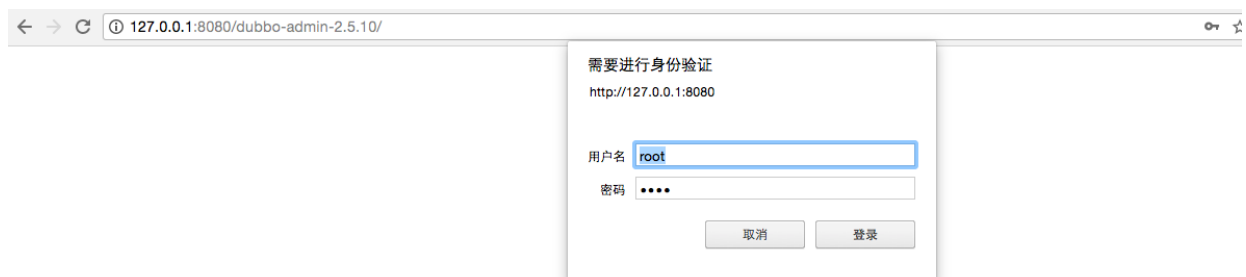 127.0.0.1:8080/dubbo-admin-2.5.10/
需要进行身份验证
http://127.0.0.1:8080
用户名 root
密码 ••••
取消 登录